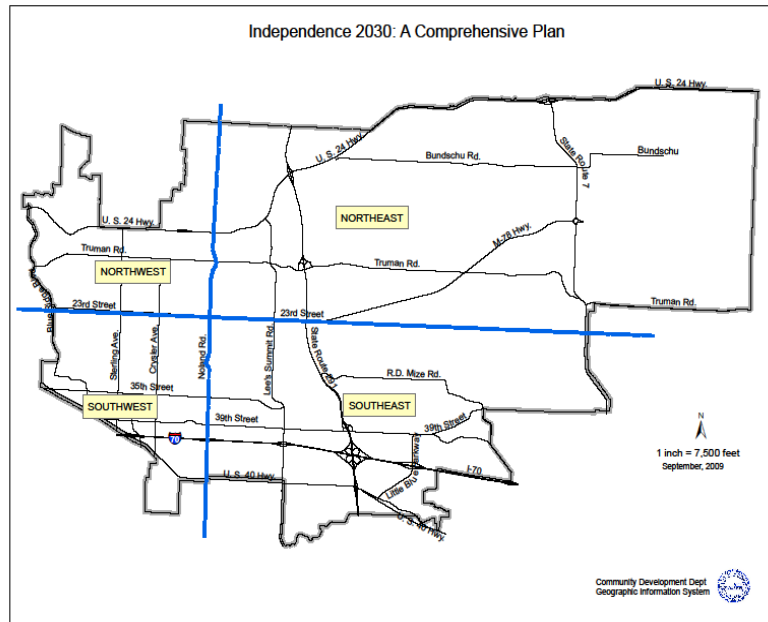 Independence 2030: A Comprehensive Plan
U. S. 24 Hwy.
U. S. 24 Hwy.
State Route 7
Bundschu Rd.
Bundschu
NORTHEAST
U. S. 24 Hwy.
M-78 Hwy.
Truman Rd.
Truman Rd.
NORTHWEST
Blue Ridge Blvd
23rd Street
23rd Street
Truman Rd.
Sterling Ave.
Crysler Ave.
Noland Rd.
Lee's Summit Rd.
State Route 291
R.D. Mize Rd.
35th Street
SOUTHWEST
SOUTHEAST
39th Street
39th Street
70
I-70
U. S. 40 Hwy.
Little Blue Parkway
U. S. 40 Hwy.
N
1 inch = 7,500 feet
September, 2009
Community Development Dept
Geographic Information System